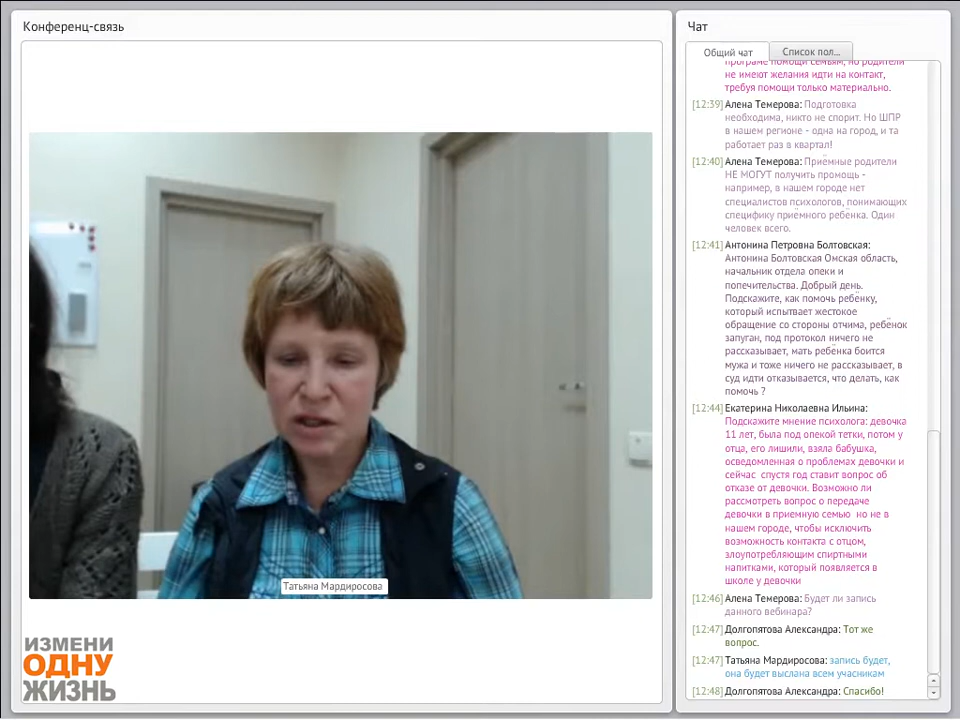 Конференц-связь
Татьяна Мардиросова
ИЗМЕНИ
ОДНУ
ЖИЗНЬ
Чат
Общий чат
Список пол...
програме помощи семьям, но родители
не имеют желания идти на контакт,
требуя помощи только материально.
[12:39] Алена Темерова: Подготовка
необходима, никто не спорит. Но ШПР
в нашем регионе - одна на город, и та
работает раз в квартал!
[12:40] Алена Темерова: Приёмные родители
НЕ МОГУТ получить промощь -
например, в нашем городе нет
специалистов психологов, понимающих
специфику приёмного ребёнка. Один
человек всего.
[12:41] Антонина Петровна Болтовская:
Антонина Болтовская Омская область,
начальник отдела опеки и
попечительства. Добрый день.
Подскажите, как помочь ребёнку,
который испытвает жестокое
обращение со стороны отчима, ребёнок
запуган, под протокол ничего не
рассказывает, мать ребёнка боится
мужа и тоже ничего не рассказывает, в
суд идти отказывается, что делать, как
помочь ?
[12:44] Екатерина Николаевна Ильина:
Подскажите мнение психолога: девочка
11 лет, была под опекой тетки, потом у
отца, его лишили, взяла бабушка,
осведомленная о проблемах девочки и
сейчас спустя год ставит вопрос об
отказе от девочки. Возможно ли
рассмотреть вопрос о передаче
девочки в приемную семью но не в
нашем городе, чтобы исключить
возможность контакта с отцом,
злоупотребляющим спиртными
напитками, который появляется в
школе у девочки
[12:46] Алена Темерова: Будет ли запись
данного вебинара?
[12:47] Долгопятова Александра: Тот же
вопрос.
[12:47] Татьяна Мардиросова: запись будет,
она будет выслана всем учасникам
[12:48] Долгопятова Александра: Спасибо!